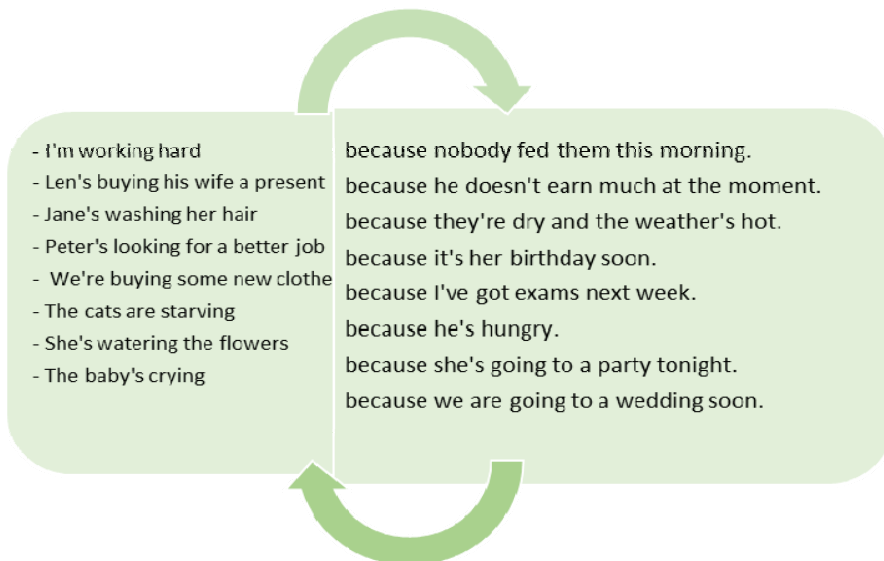 - I'm working hard
- Len's buying his wife a present
- Jane's washing her hair
- Peter's looking for a better job
- We're buying some new clothe
- The cats are starving
- She's watering the flowers
- The baby's crying
because nobody fed them this morning.
because he doesn't earn much at the moment.
because they're dry and the weather's hot.
because it's her birthday soon.
because I've got exams next week.
because he's hungry.
because she's going to a party tonight.
because we are going to a wedding soon.